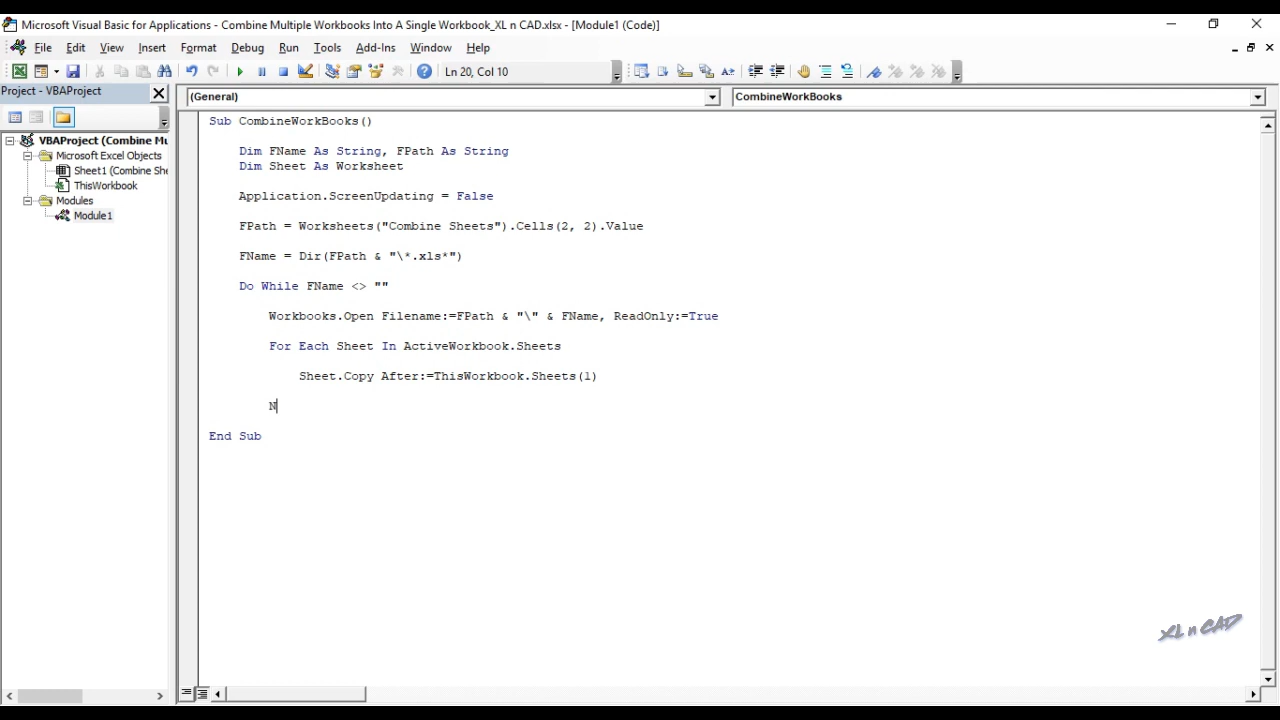 Microsoft Visual Basic for Applications - Combine Multiple Workbooks Into A Single Workbook_XL n CAD.xlsx - [Module1 (Code)]
File Edit View Insert Format Debug Run Tools Add-Ins Window Help
Ln 20, Col 10
Project - VBAProject
(General)
CombineWorkBooks
VBAProject (Combine Mu
Microsoft Excel Objects
Sheet1 (Combine She
ThisWorkbook
Modules
Module1
Sub CombineWorkBooks()
Dim FName As String, FPath As String
Dim Sheet As Worksheet
Application.ScreenUpdating = False
FPath = Worksheets("Combine Sheets").Cells(2, 2).Value
FName = Dir(FPath & "\*.xls*")
Do While FName <> ""
Workbooks.Open Filename:=FPath & "\" & FName, ReadOnly:=True
For Each Sheet In ActiveWorkbook.Sheets
Sheet.Copy After:=ThisWorkbook.Sheets(1)
N
End Sub
XL n CAD